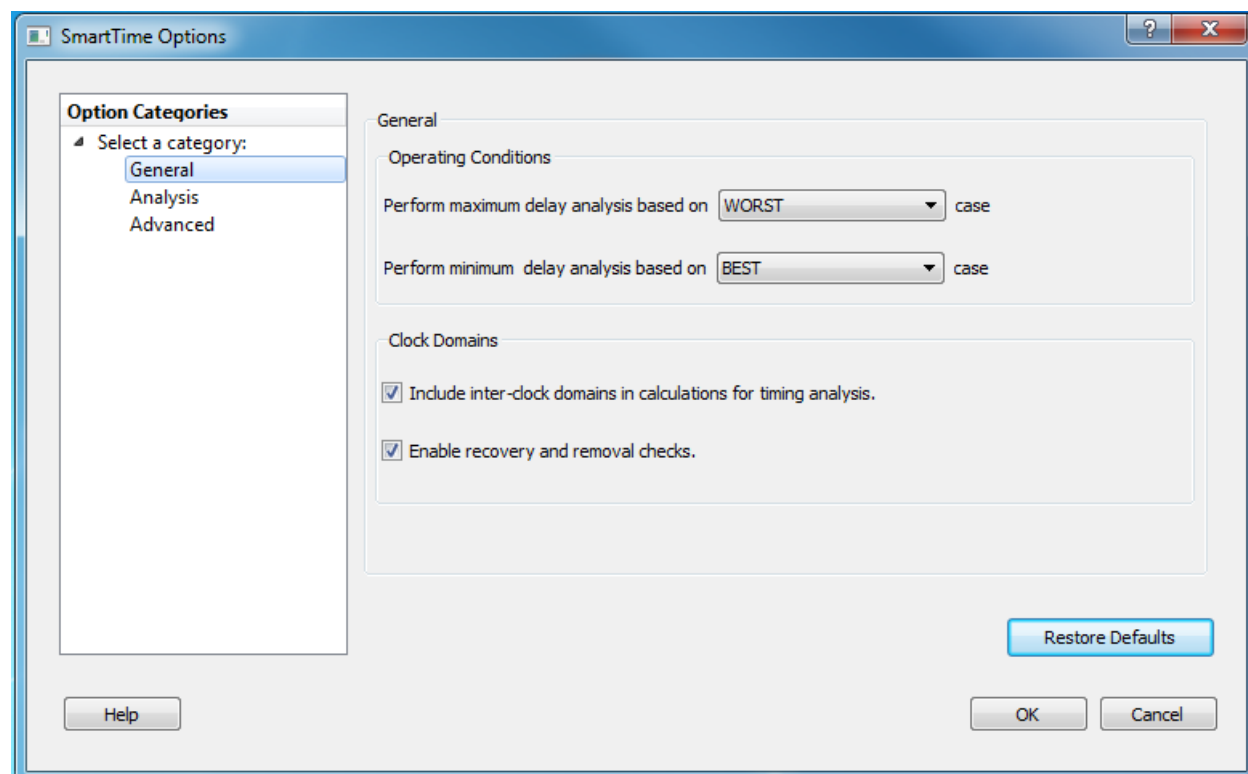 SmartTime Options
Option Categories
Select a category:
General
Analysis
Advanced
General
Operating Conditions
Perform maximum delay analysis based on WORST case
Perform minimum  delay analysis based on BEST case
Clock Domains
Include inter-clock domains in calculations for timing analysis.
Enable recovery and removal checks.
Restore Defaults
Help OK Cancel